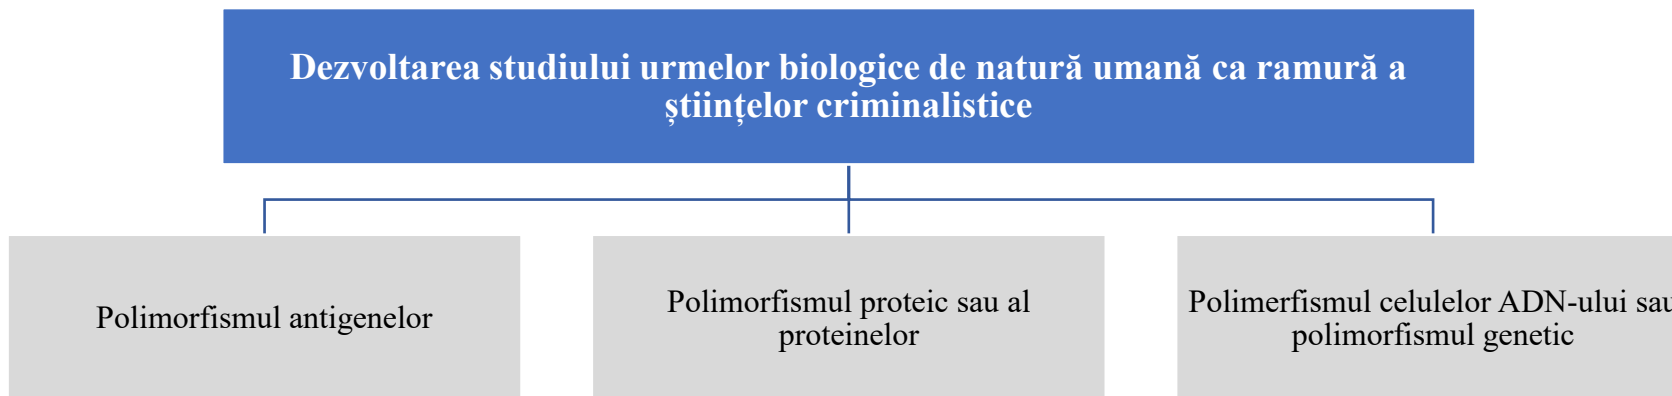 Dezvoltarea studiului urmelor biologice de natură umană ca ramură a
științelor criminalistice
Polimorfismul antigenelor
Polimorfismul proteic sau al
proteinelor
Polimerfismul celulelor ADN-ului sau
polimorfismul genetic